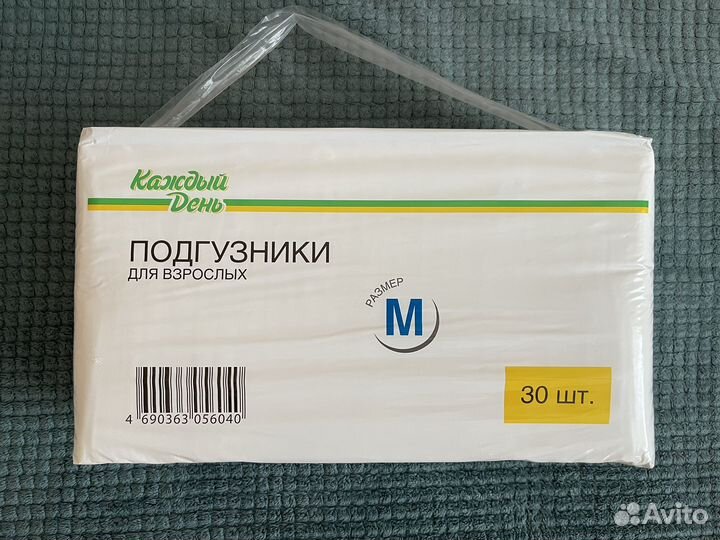 Каждый
День
ПОДГУЗНИКИ
ДЛЯ ВЗРОСЛЫХ
РАЗМЕР
M
30 шт.
4 690363 056040
Avito